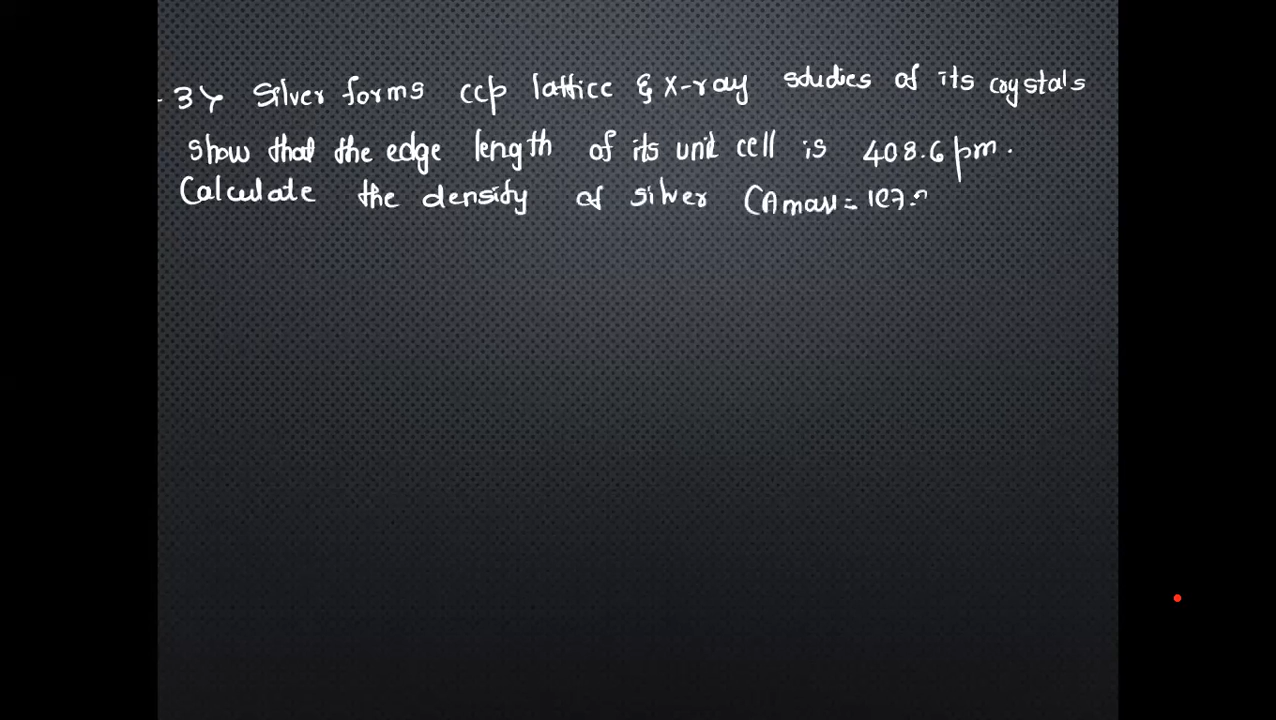 3) Silver forms ccp lattice & X-ray studies of its crystals
show that the edge length of its unit cell is 408.6 pm.
Calculate the density of silver (Amass = 107.